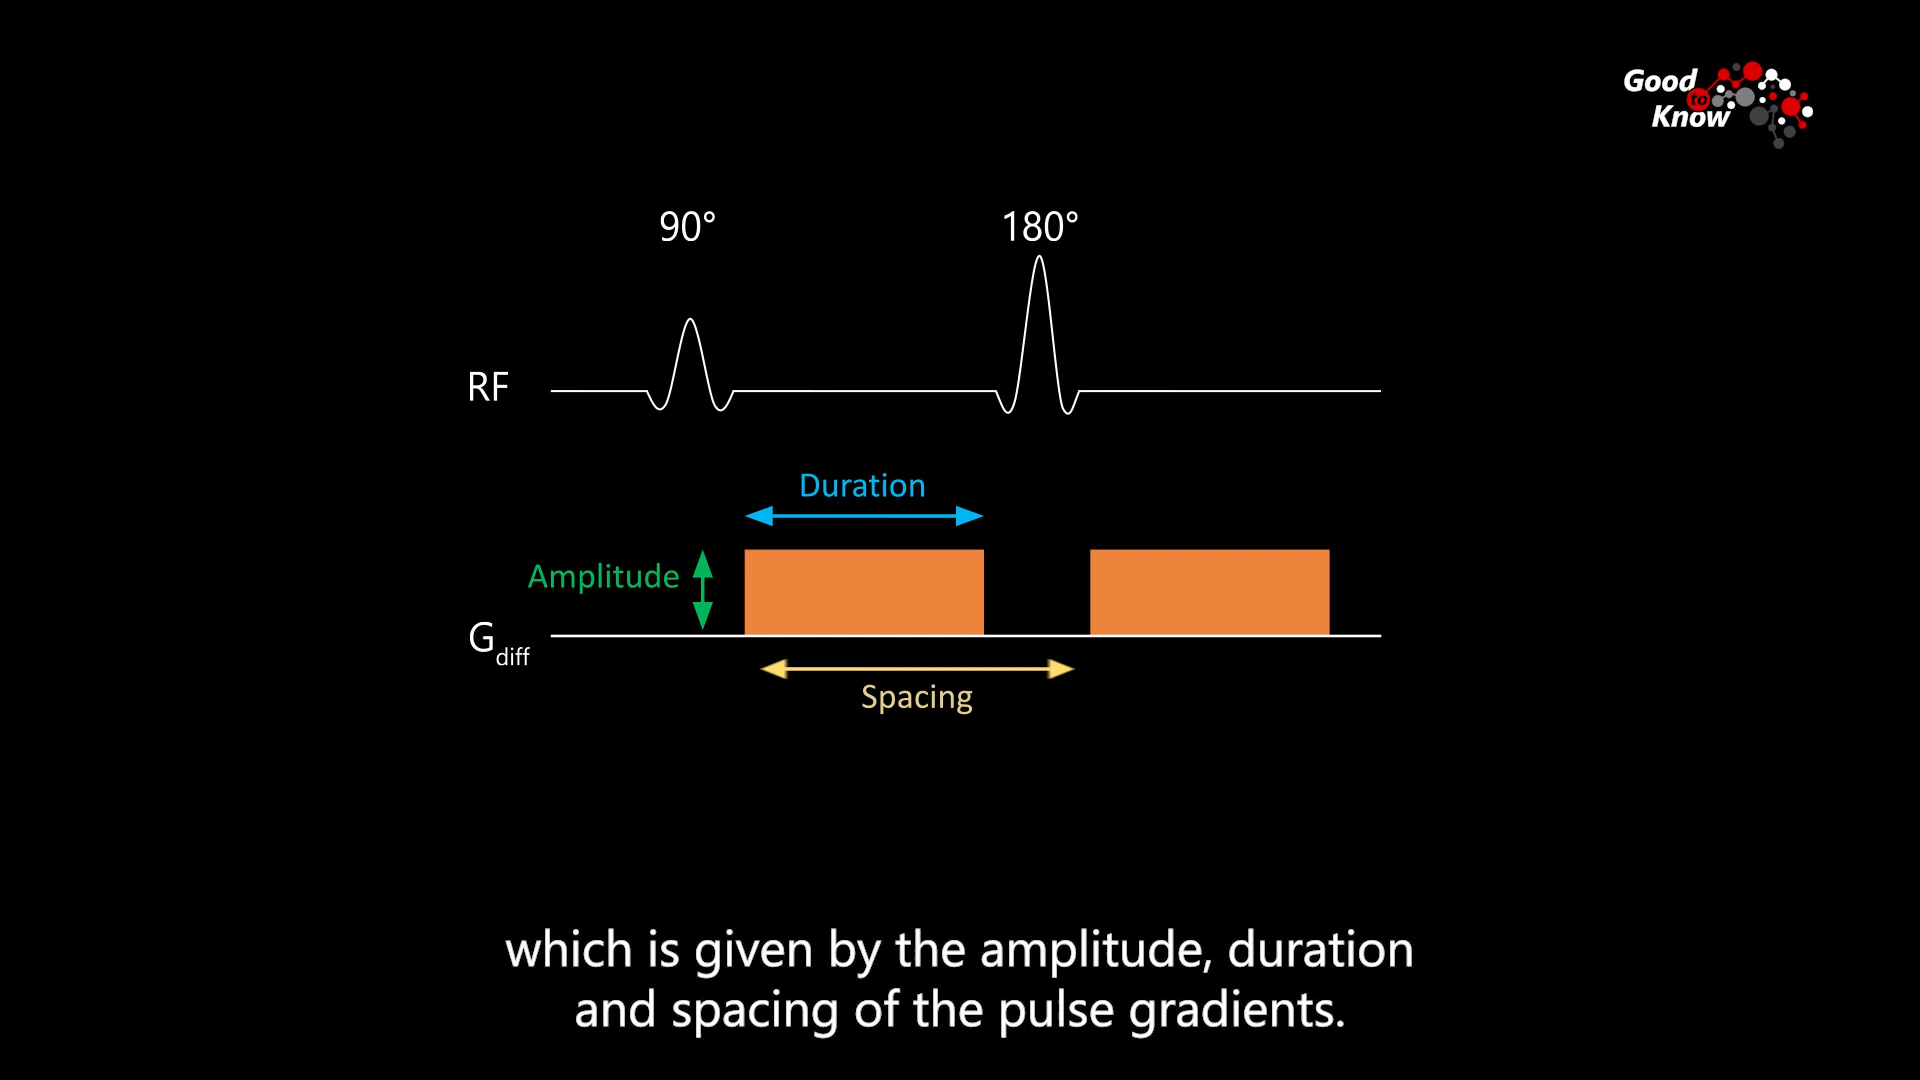 Good
to
Know
90°
180°
RF
Duration
Amplitude
Gdiff
Spacing
which is given by the amplitude, duration
and spacing of the pulse gradients.